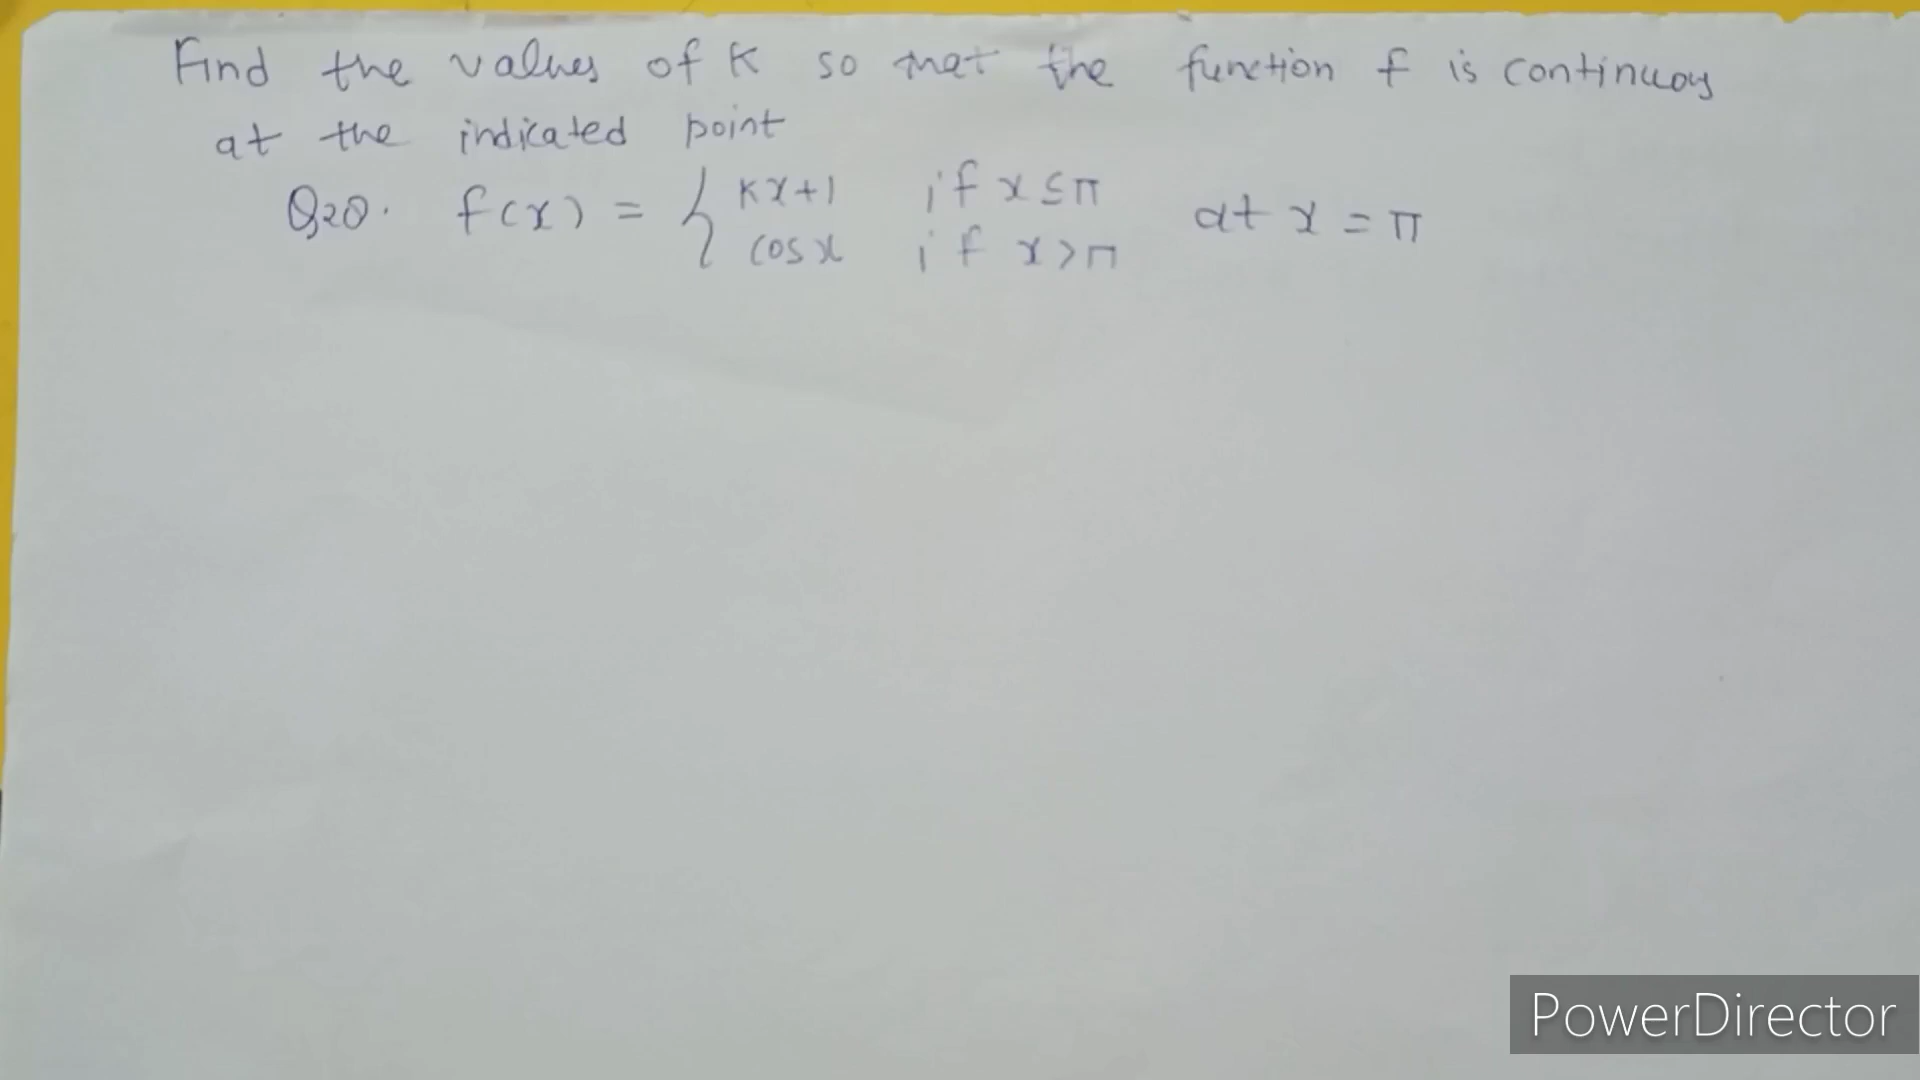 Find the values of K so that the function f is continuous
at the indicated point
Q20. f(x) = { Kx+1 if x ≤ π at x = π
cos x if x > π
PowerDirector